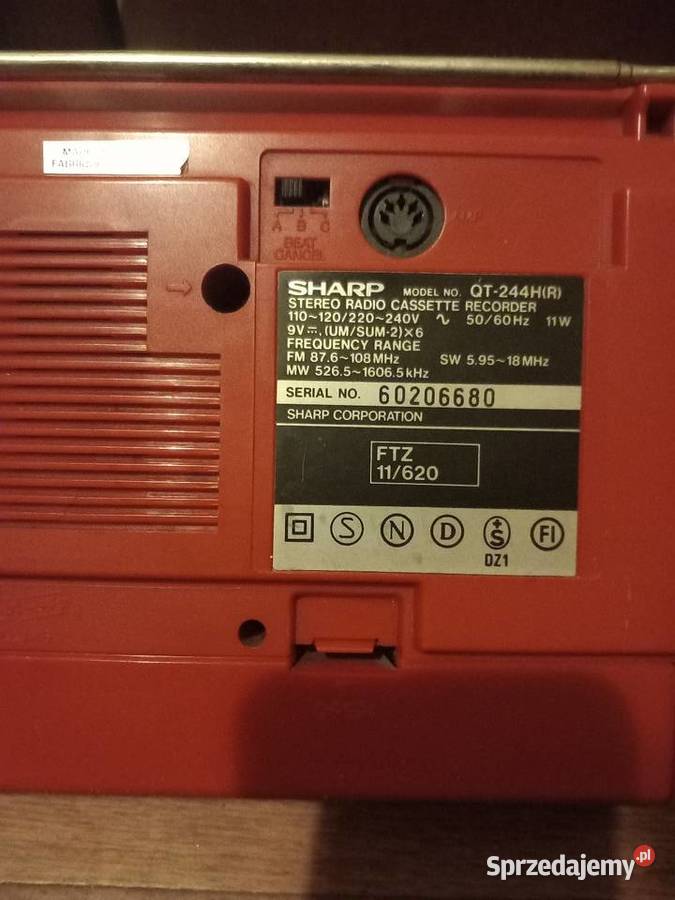 A B C
BEAT
CANCEL
SHARP MODEL NO. QT-244H(R)
STEREO RADIO CASSETTE RECORDER
110~120/220~240V ∿ 50/60Hz 11W
9V⎓, (UM/SUM-2)×6
FREQUENCY RANGE
FM 87.6~108MHz SW 5.95~18MHz
MW 526.5~1606.5kHz
SERIAL NO. 60206680
SHARP CORPORATION
FTZ
11/620
S N D +S FI
DZ1
Sprzedajemy.pl